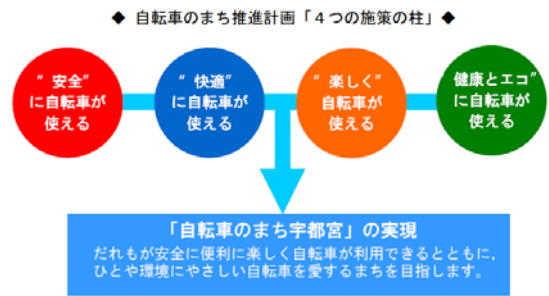 ◆ 自転車のまち推進計画「４つの施策の柱」◆
“安全”
に自転車が
使える
“快適”
に自転車が
使える
“楽しく”
自転車が
使える
健康とエコ”
に自転車が
使える
「自転車のまち宇都宮」の実現
だれもが安全に便利に楽しく自転車が利用できるとともに，
ひとや環境にやさしい自転車を愛するまちを目指します。